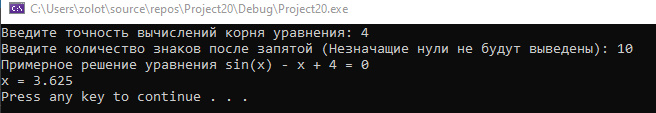 C:\Users\zolot\source\repos\Project20\Debug\Project20.exe
Введите точность вычислений корня уравнения: 4
Введите количество знаков после запятой (Незначащие нули не будут выведены): 10
Примерное решение уравнения sin(x) - x + 4 = 0
x = 3.625
Press any key to continue . . .